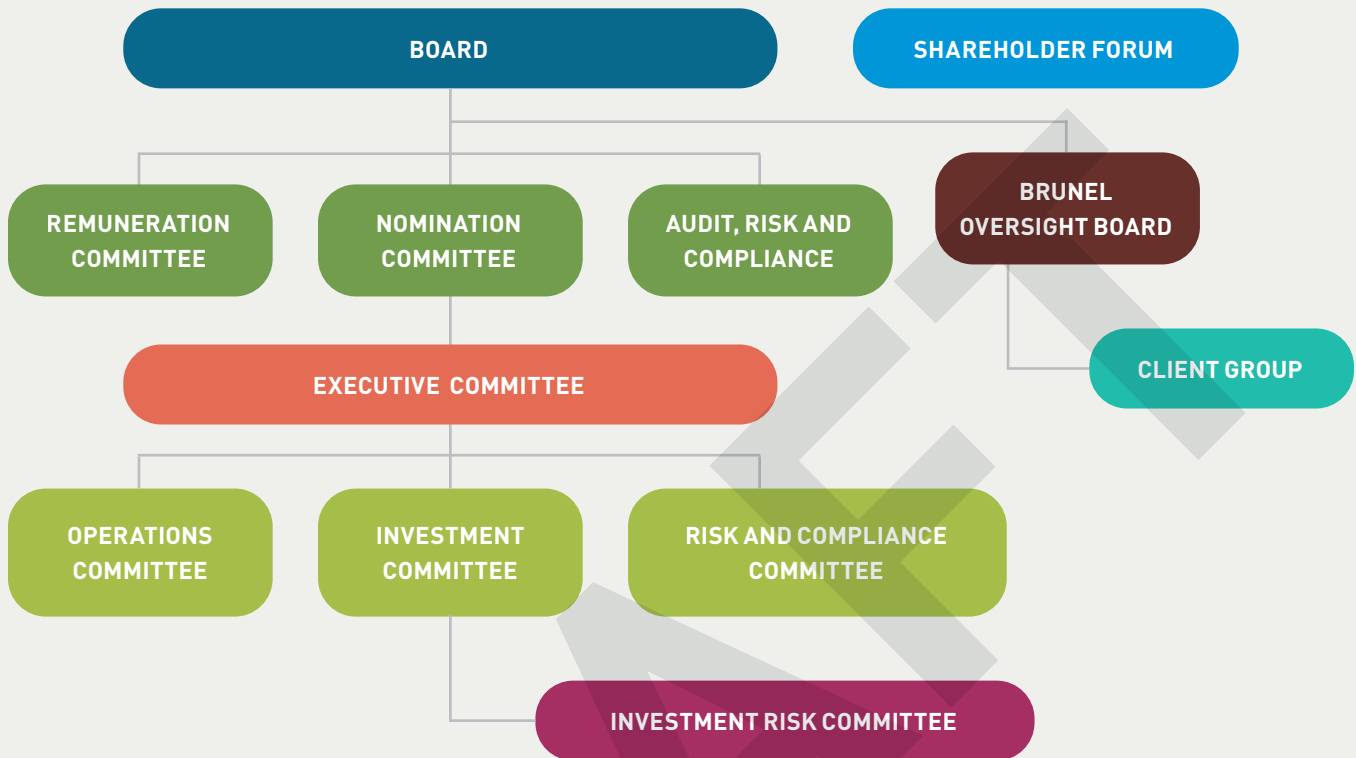 BOARD
SHAREHOLDER FORUM
BRUNEL
OVERSIGHT BOARD
REMUNERATION
COMMITTEE
NOMINATION
COMMITTEE
AUDIT, RISK AND
COMPLIANCE
EXECUTIVE COMMITTEE
CLIENT GROUP
OPERATIONS
COMMITTEE
INVESTMENT
COMMITTEE
RISK AND COMPLIANCE
COMMITTEE
INVESTMENT RISK COMMITTEE